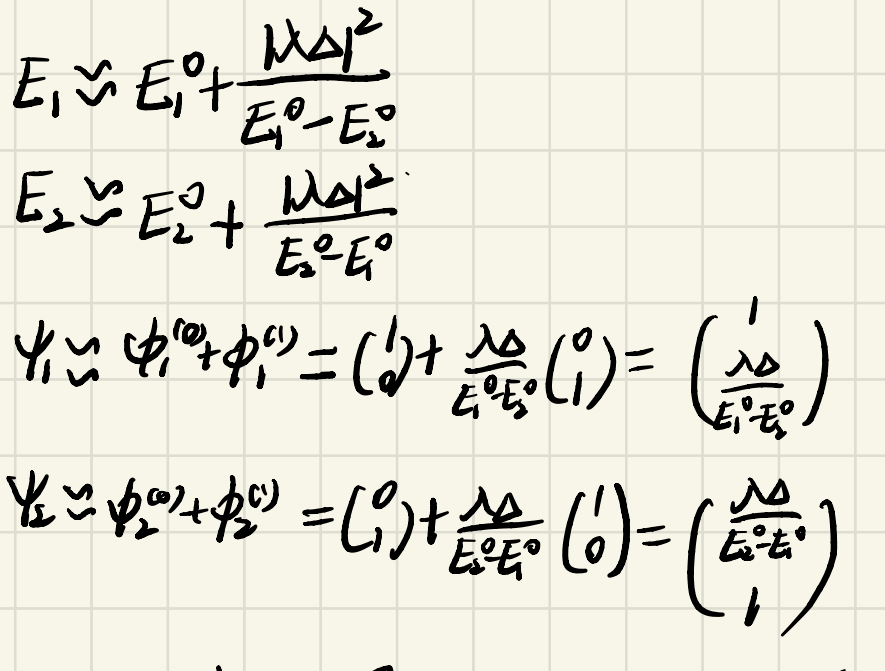 E₁ ≈ E₁⁰ + |λΔ|² / (E₁⁰ − E₂⁰)
E₂ ≈ E₂⁰ + |λΔ|² / (E₂⁰ − E₁⁰)
ψ₁ ≈ φ₁⁽⁰⁾ + φ₁⁽¹⁾ = (1 0) + λΔ / (E₁⁰ − E₂⁰) (0 1) = (1 λΔ / (E₁⁰ − E₂⁰))
ψ₂ ≈ φ₂⁽⁰⁾ + φ₂⁽¹⁾ = (0 1) + λΔ / (E₂⁰ − E₁⁰) (1 0) = (λΔ / (E₂⁰ − E₁⁰) 1)